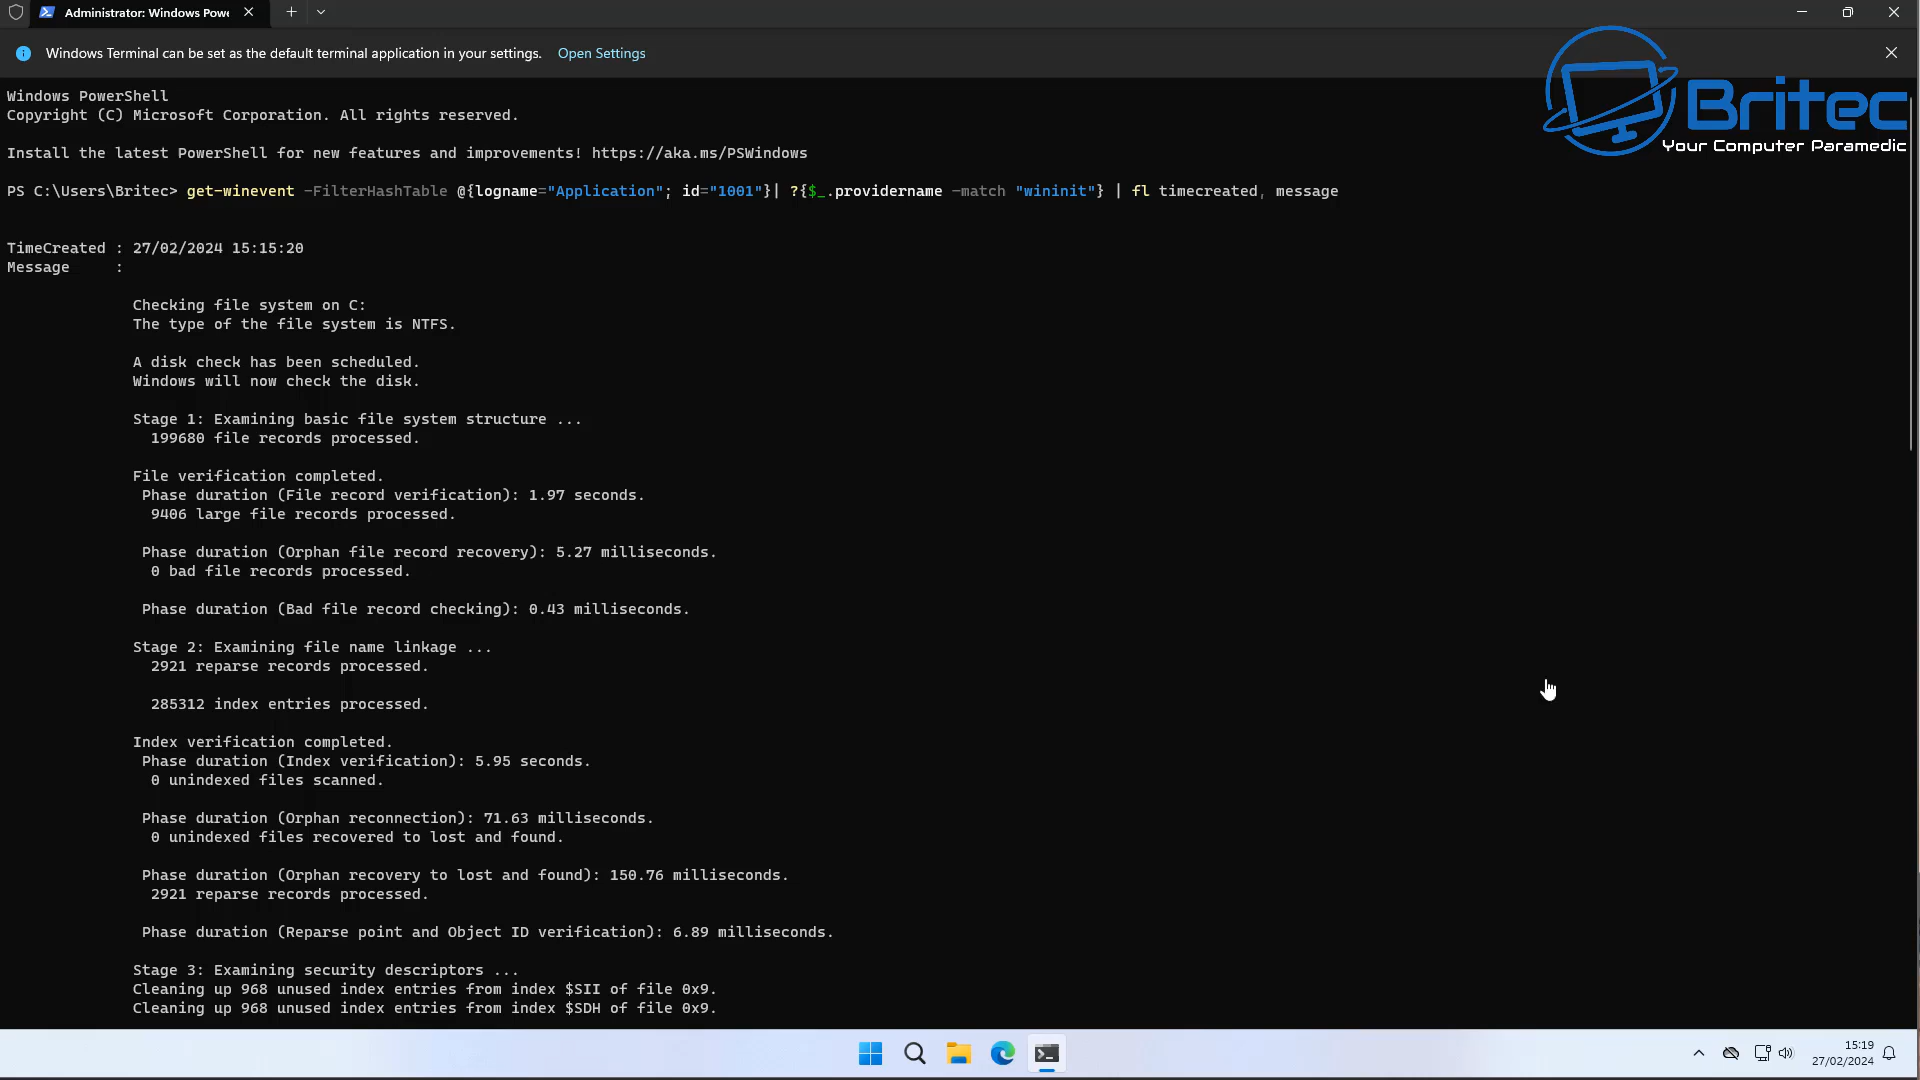 Administrator: Windows Powe
Windows Terminal can be set as the default terminal application in your settings. Open Settings
Britec
Your Computer Paramedic
Windows PowerShell
Copyright (C) Microsoft Corporation. All rights reserved.
Install the latest PowerShell for new features and improvements! https://aka.ms/PSWindows
PS C:\Users\Britec> get-winevent -FilterHashTable @{logname="Application"; id="1001"}| ?{$_.providername -match "wininit"} | fl timecreated, message
TimeCreated : 27/02/2024 15:15:20
Message     :
Checking file system on C:
The type of the file system is NTFS.
A disk check has been scheduled.
Windows will now check the disk.
Stage 1: Examining basic file system structure ...
199680 file records processed.
File verification completed.
Phase duration (File record verification): 1.97 seconds.
9406 large file records processed.
Phase duration (Orphan file record recovery): 5.27 milliseconds.
0 bad file records processed.
Phase duration (Bad file record checking): 0.43 milliseconds.
Stage 2: Examining file name linkage ...
2921 reparse records processed.
285312 index entries processed.
Index verification completed.
Phase duration (Index verification): 5.95 seconds.
0 unindexed files scanned.
Phase duration (Orphan reconnection): 71.63 milliseconds.
0 unindexed files recovered to lost and found.
Phase duration (Orphan recovery to lost and found): 150.76 milliseconds.
2921 reparse records processed.
Phase duration (Reparse point and Object ID verification): 6.89 milliseconds.
Stage 3: Examining security descriptors ...
Cleaning up 968 unused index entries from index $SII of file 0x9.
Cleaning up 968 unused index entries from index $SDH of file 0x9.
15:19
27/02/2024